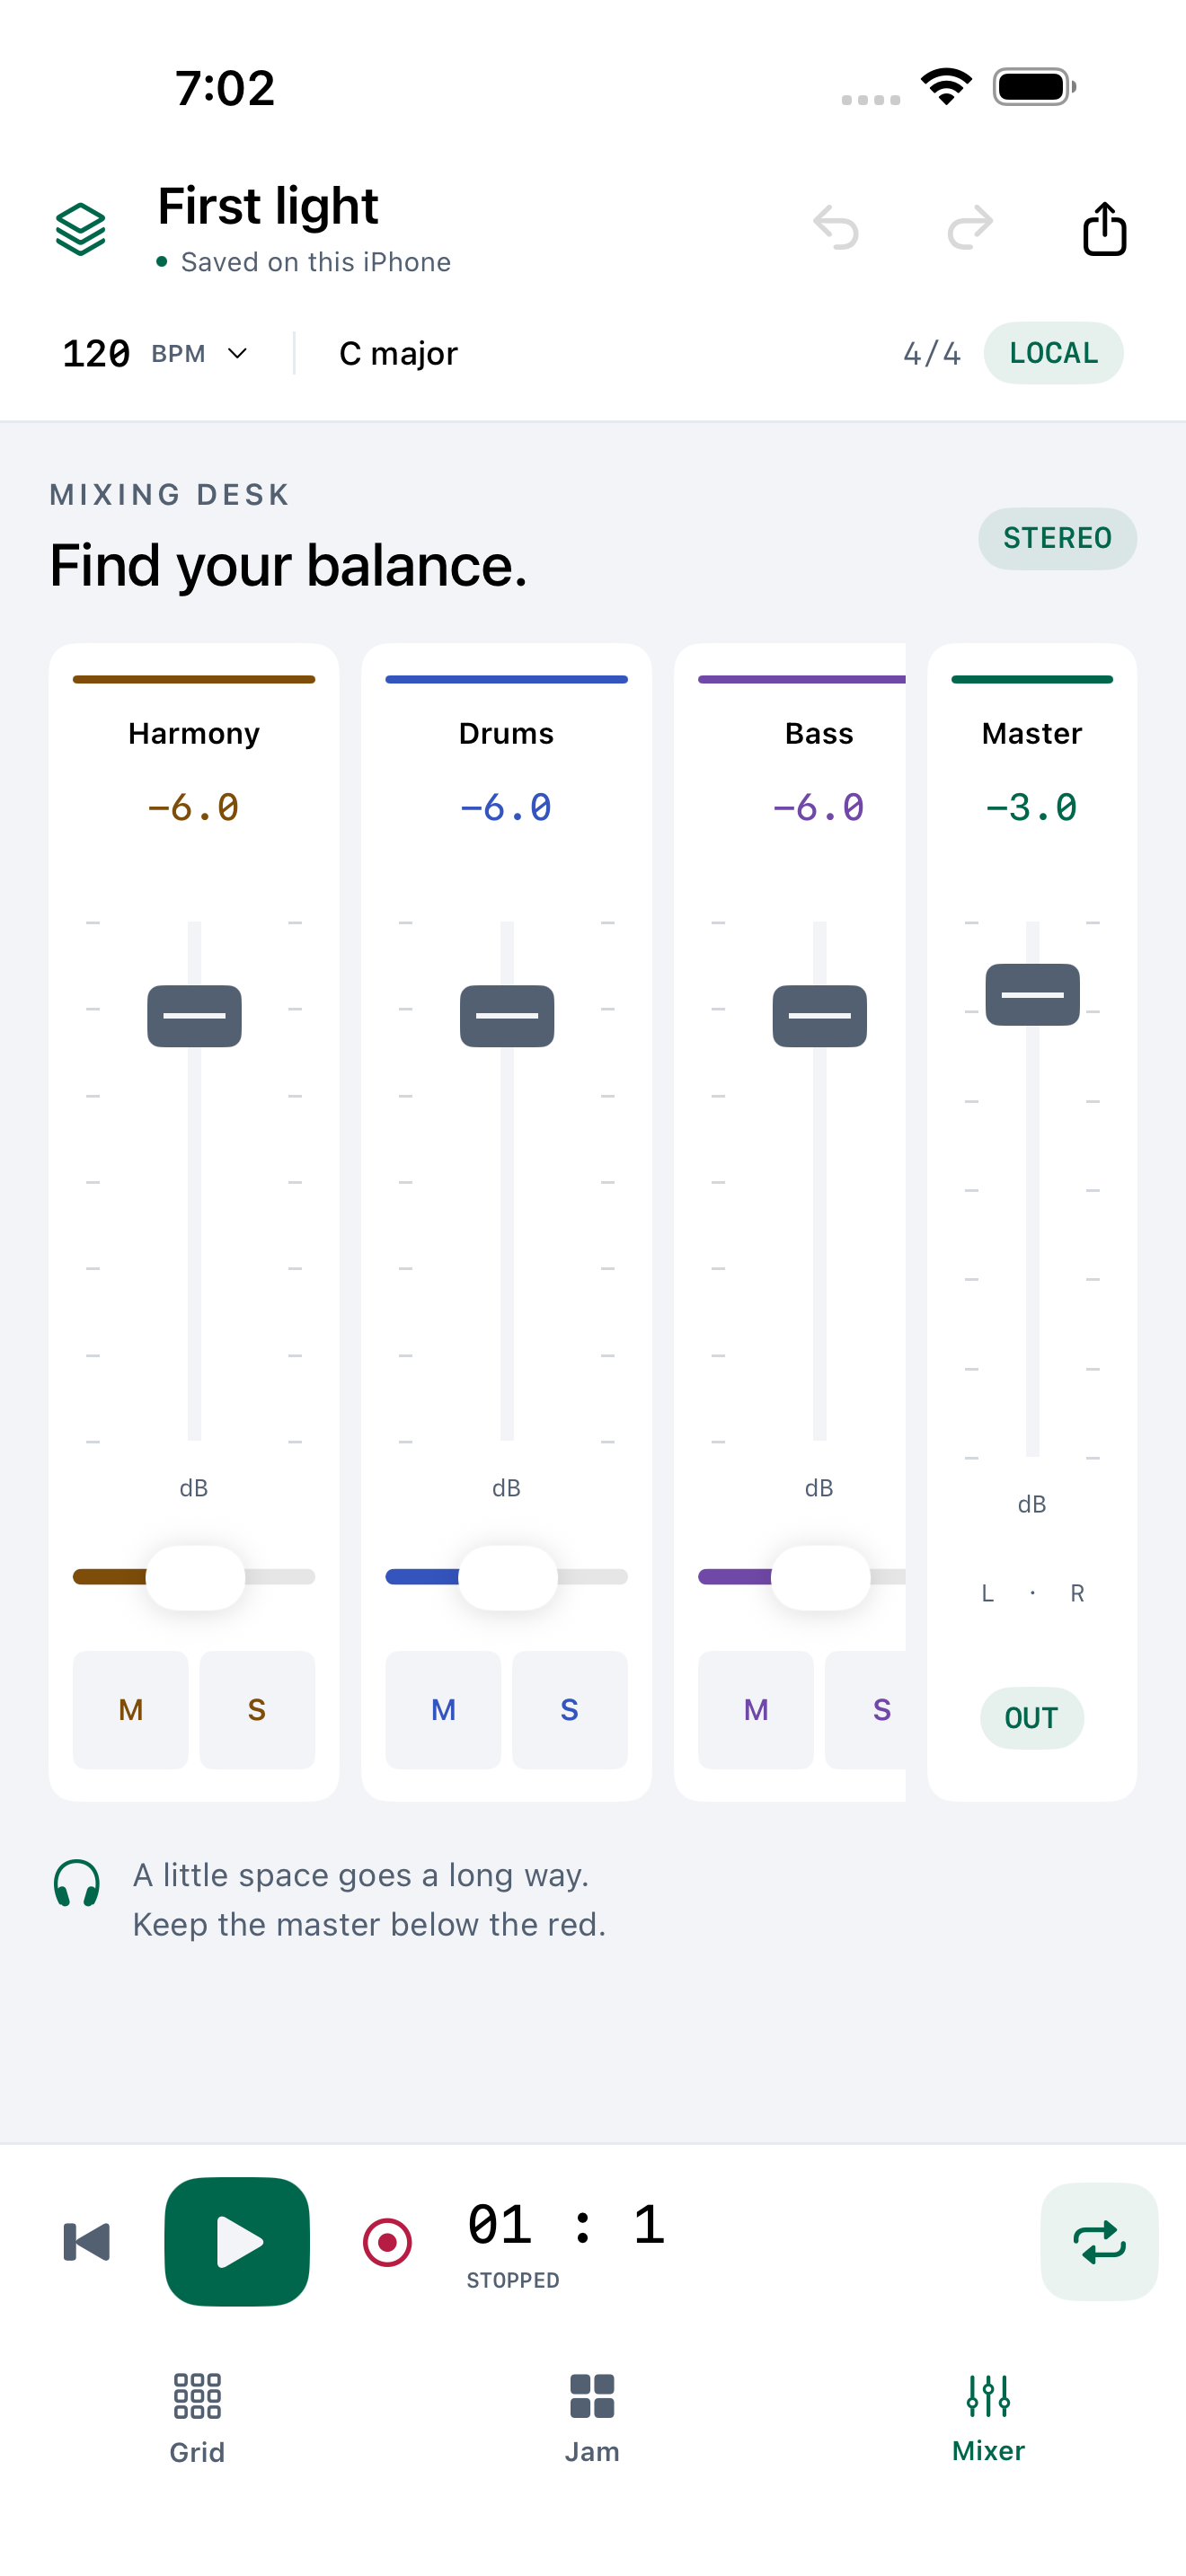 7:02
First light
Saved on this iPhone
120 BPM
C major
4/4
LOCAL
MIXING DESK
Find your balance.
STEREO
Harmony
−6.0
dB
M
S
Drums
−6.0
dB
M
S
Bass
−6.0
dB
M
S
Master
−3.0
dB
L · R
OUT
A little space goes a long way.
Keep the master below the red.
01 : 1
STOPPED
Grid
Jam
Mixer